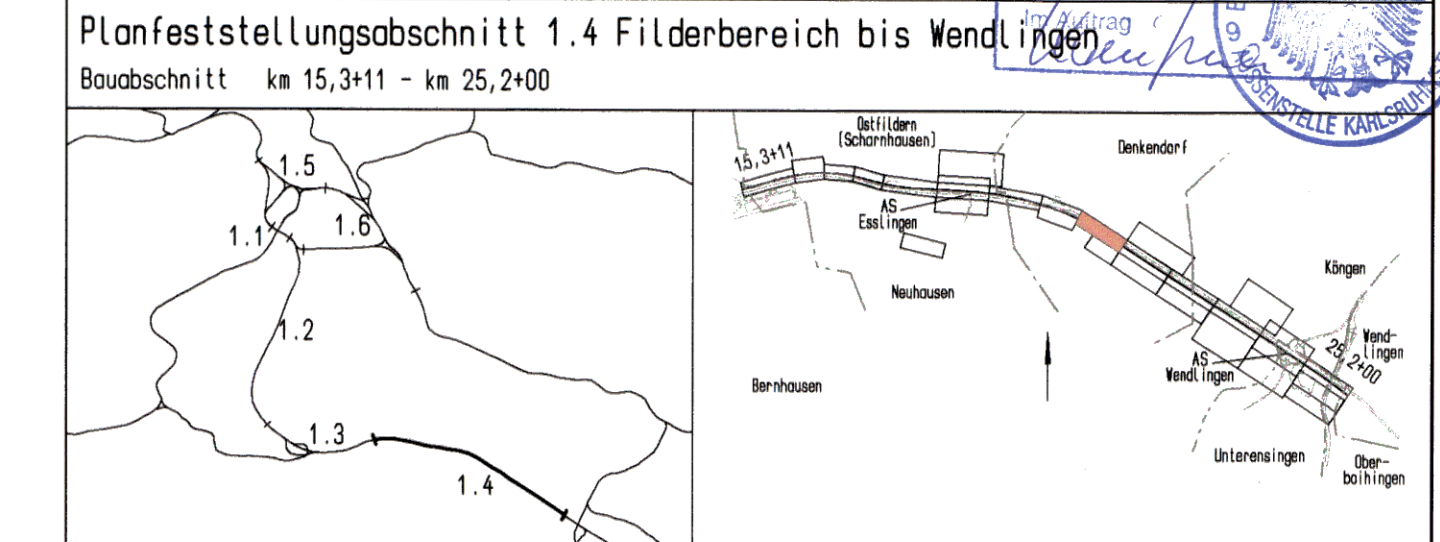 Planfeststellungsabschnitt 1.4 Filderbereich bis Wendlingen
Bauabschnitt km 15,3+11 - km 25,2+00
Im Auftrag
SSENSTELLE KARLSRUHE
1.5
1.6
1.1
1.2
1.3
1.4
15,3+11
Ostfildern
(Scharnhausen)
Denkendorf
AS
Esslingen
Neuhausen
Köngen
Bernhausen
Wend-
lingen
25,2+00
AS
Wendlingen
Unterensingen
Ober-
boihingen